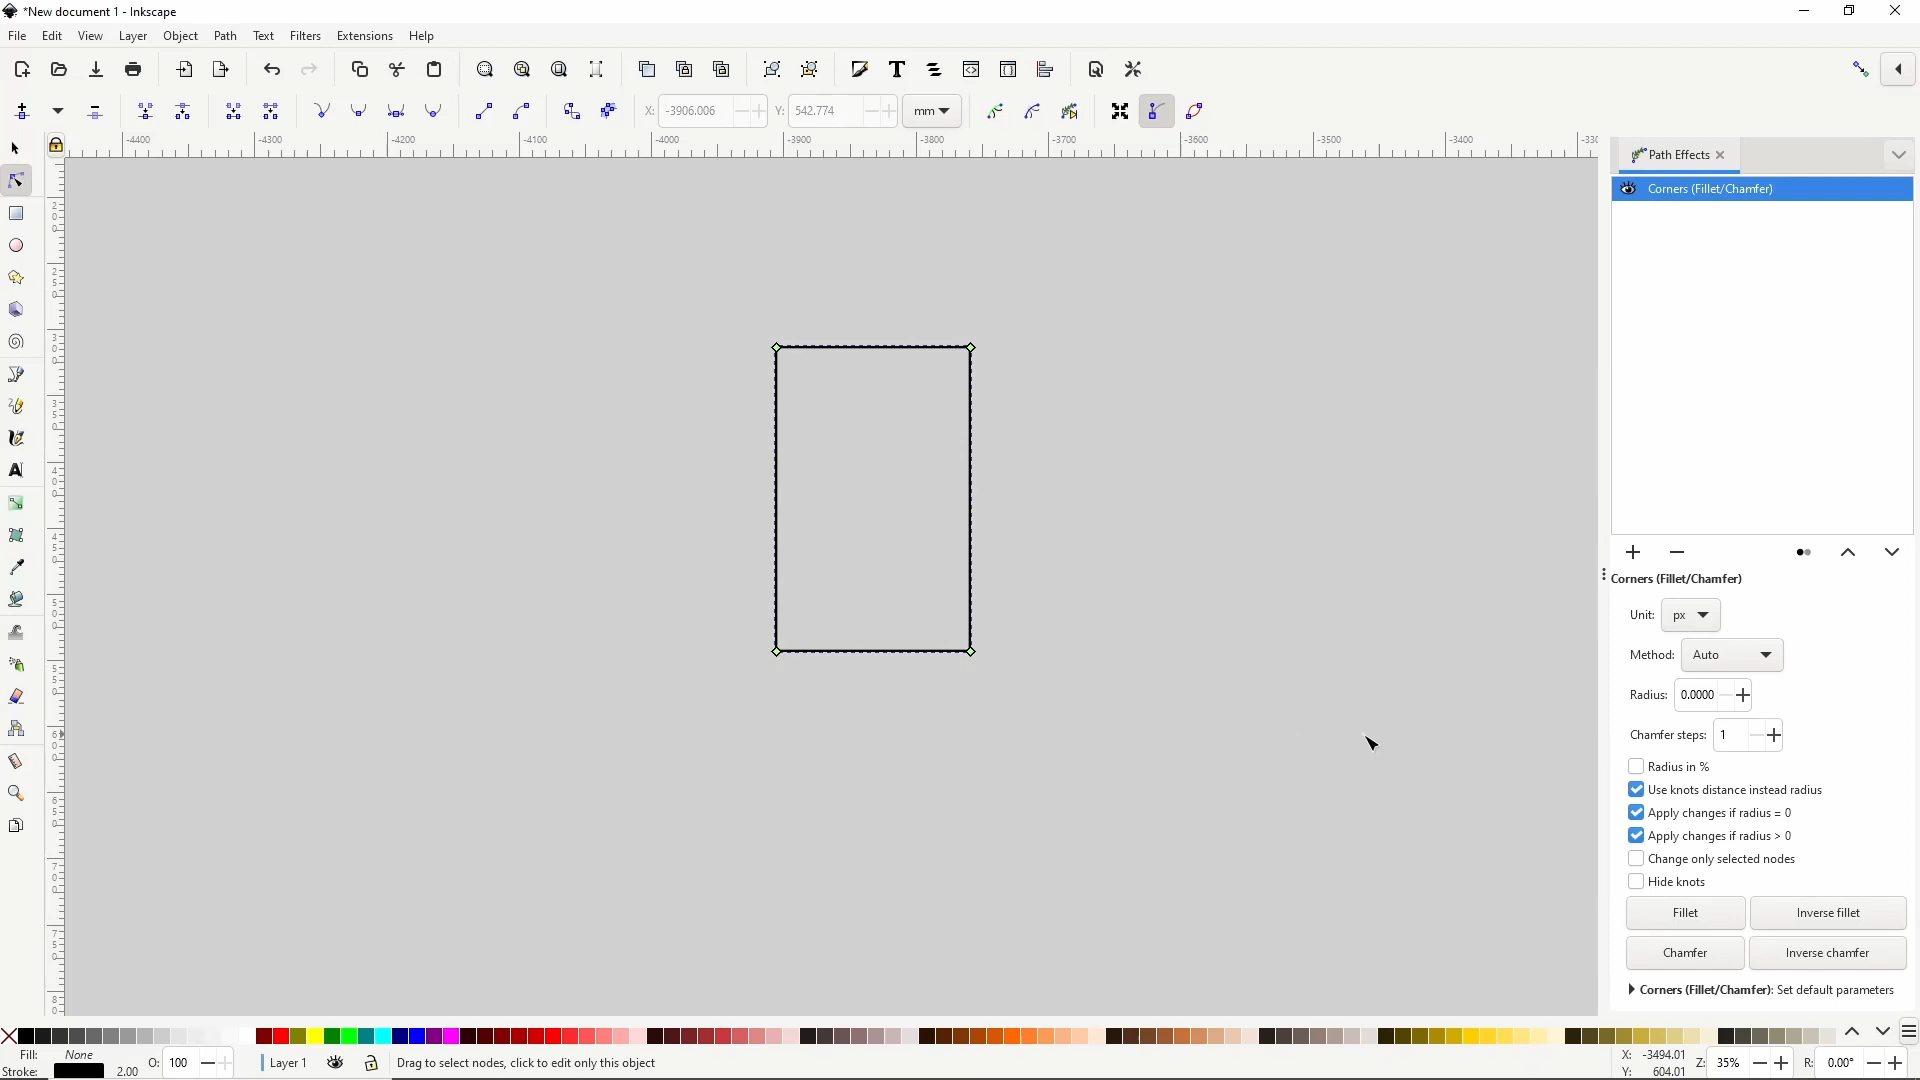 *New document 1 - Inkscape
File Edit View Layer Object Path Text Filters Extensions Help
X: -3906.006 Y: 542.774 mm
-4400 -4300 -4200 -4100 -4000 -3900 -3800 -3700 -3600 -3500 -3400 -330
Path Effects
Corners (Fillet/Chamfer)
Corners (Fillet/Chamfer)
Unit: px
Method: Auto
Radius: 0.0000
Chamfer steps: 1
Radius in %
Use knots distance instead radius
Apply changes if radius = 0
Apply changes if radius > 0
Change only selected nodes
Hide knots
Fillet Inverse fillet
Chamfer Inverse chamfer
Corners (Fillet/Chamfer): Set default parameters
Fill: None
Stroke: 2.00
O: 100
Layer 1
Drag to select nodes, click to edit only this object
X: -3494.01
Y: 604.01
Z: 35%
R: 0.00°